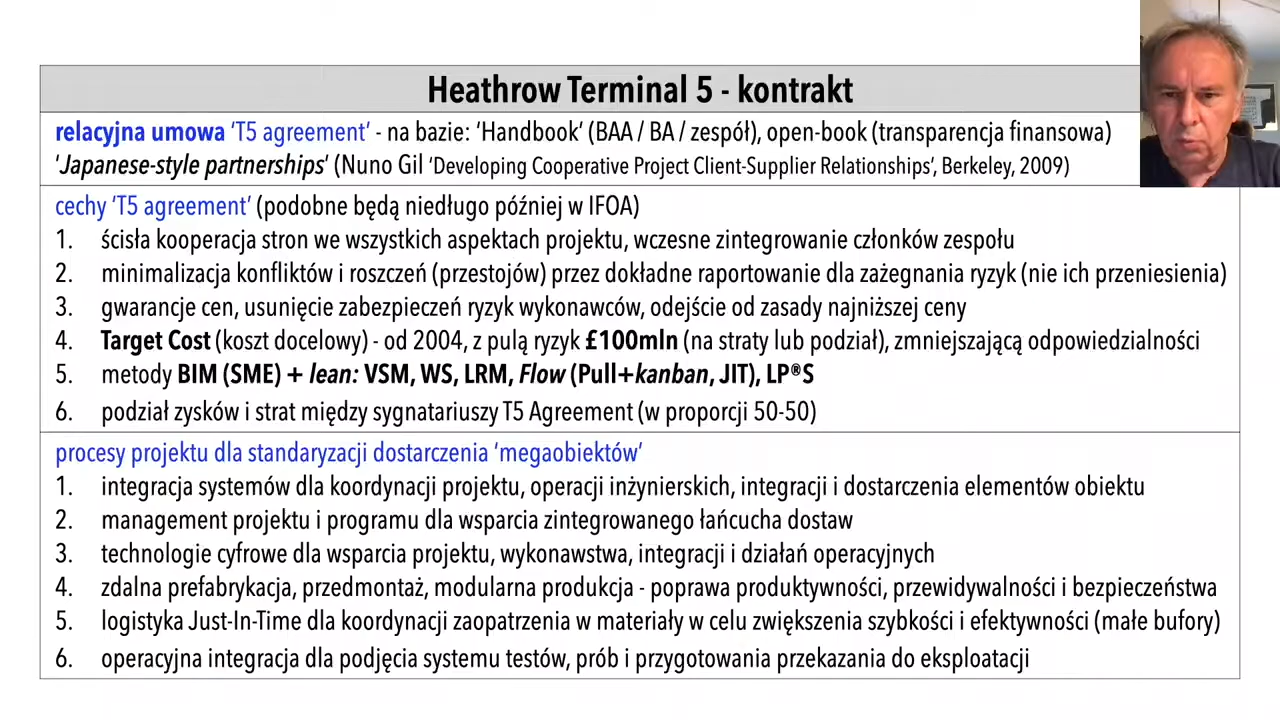 Heathrow Terminal 5 - kontrakt
relacyjna umowa ‘T5 agreement‘ - na bazie: ‘Handbook‘ (BAA / BA / zespół), open-book (transparencja finansowa)
'Japanese-style partnerships‘ (Nuno Gil ‘Developing Cooperative Project Client-Supplier Relationships‘, Berkeley, 2009)
cechy ‘T5 agreement‘ (podobne będą niedługo później w IFOA)
1. ścisła kooperacja stron we wszystkich aspektach projektu, wczesne zintegrowanie członków zespołu
2. minimalizacja konfliktów i roszczeń (przestojów) przez dokładne raportowanie dla zażegnania ryzyk (nie ich przeniesienia)
3. gwarancje cen, usunięcie zabezpieczeń ryzyk wykonawców, odejście od zasady najniższej ceny
4. Target Cost (koszt docelowy) - od 2004, z pulą ryzyk £100mln (na straty lub podział), zmniejszającą odpowiedzialności
5. metody BIM (SME) + lean: VSM, WS, LRM, Flow (Pull+kanban, JIT), LP®S
6. podział zysków i strat między sygnatariuszy T5 Agreement (w proporcji 50-50)
procesy projektu dla standaryzacji dostarczenia ‘megaobiektów‘
1. integracja systemów dla koordynacji projektu, operacji inżynierskich, integracji i dostarczenia elementów obiektu
2. management projektu i programu dla wsparcia zintegrowanego łańcucha dostaw
3. technologie cyfrowe dla wsparcia projektu, wykonawstwa, integracji i działań operacyjnych
4. zdalna prefabrykacja, przedmontaż, modularna produkcja - poprawa produktywności, przewidywalności i bezpieczeństwa
5. logistyka Just-In-Time dla koordynacji zaopatrzenia w materiały w celu zwiększenia szybkości i efektywności (małe bufory)
6. operacyjna integracja dla podjęcia systemu testów, prób i przygotowania przekazania do eksploatacji